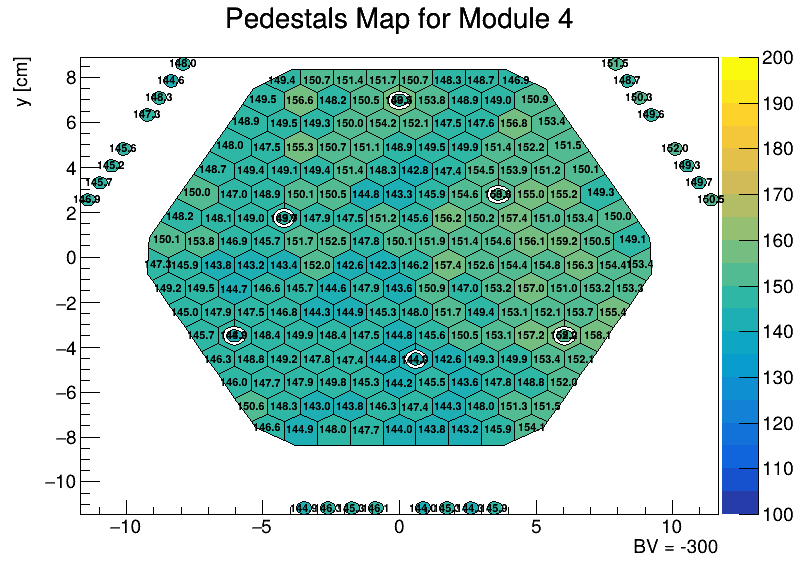 Pedestals Map for Module 4
y [cm]
148.0 151.5
144.6 148.7
148.3 150.3
147.3 149.6
145.6 152.0
145.2 149.3
145.7 149.7
146.9 150.5
149.4 150.7 151.4 151.7 150.7 148.3 148.7 146.9
149.5 156.6 148.2 150.5 153.8 148.9 149.0 150.9
148.9 149.5 149.3 150.0 154.2 152.1 147.5 147.6 156.8 153.4
148.0 147.5 155.3 150.7 151.1 148.9 149.5 149.9 151.4 152.2 151.5
148.7 149.4 149.1 149.4 148.3 142.8 147.4 154.5 153.9 151.2
150.0 147.0 148.9 150.1 150.5 144.8 143.3 145.9 154.6 155.0 155.2 149.3
148.2 148.1 149.0 147.9 147.5 151.2 145.6 156.2 150.2 157.4 151.0 153.4 150.0
150.1 153.8 146.9 145.7 151.7 152.5 147.8 150.1 151.9 151.4 154.6 156.1 159.2 150.5 149.1
147.3 145.9 143.8 143.2 143.4 152.0 142.6 142.3 146.2 157.4 152.6 154.4 154.8 156.3 154.4 153.4
149.2 149.5 144.7 146.6 145.7 144.6 147.9 143.6 150.9 147.0 153.2 157.0 151.0 153.2 153.3
145.0 147.9 145.9 148.3 144.3 144.9 145.3 148.0 151.7 149.4 153.1 150.5 153.7 155.4
145.7 148.4 149.9 148.4 147.5 144.8 145.5 148.8 150.3 153.1 157.2 158.1
146.3 148.8 149.2 147.8 147.4 144.8 142.6 149.3 149.9 153.4 152.1
146.0 147.7 147.9 149.8 145.3 144.2 145.5 143.6 147.8 148.8 152.0
150.6 148.3 143.0 143.8 146.3 147.4 144.3 148.0 151.3 151.5
146.6 144.9 148.0 147.7 144.0 143.8 143.2 145.9 154.1
8
6
4
2
0
−2
−4
−6
−8
−10
−10 −5 0 5 10
BV = -300
200
190
180
170
160
150
140
130
120
110
100